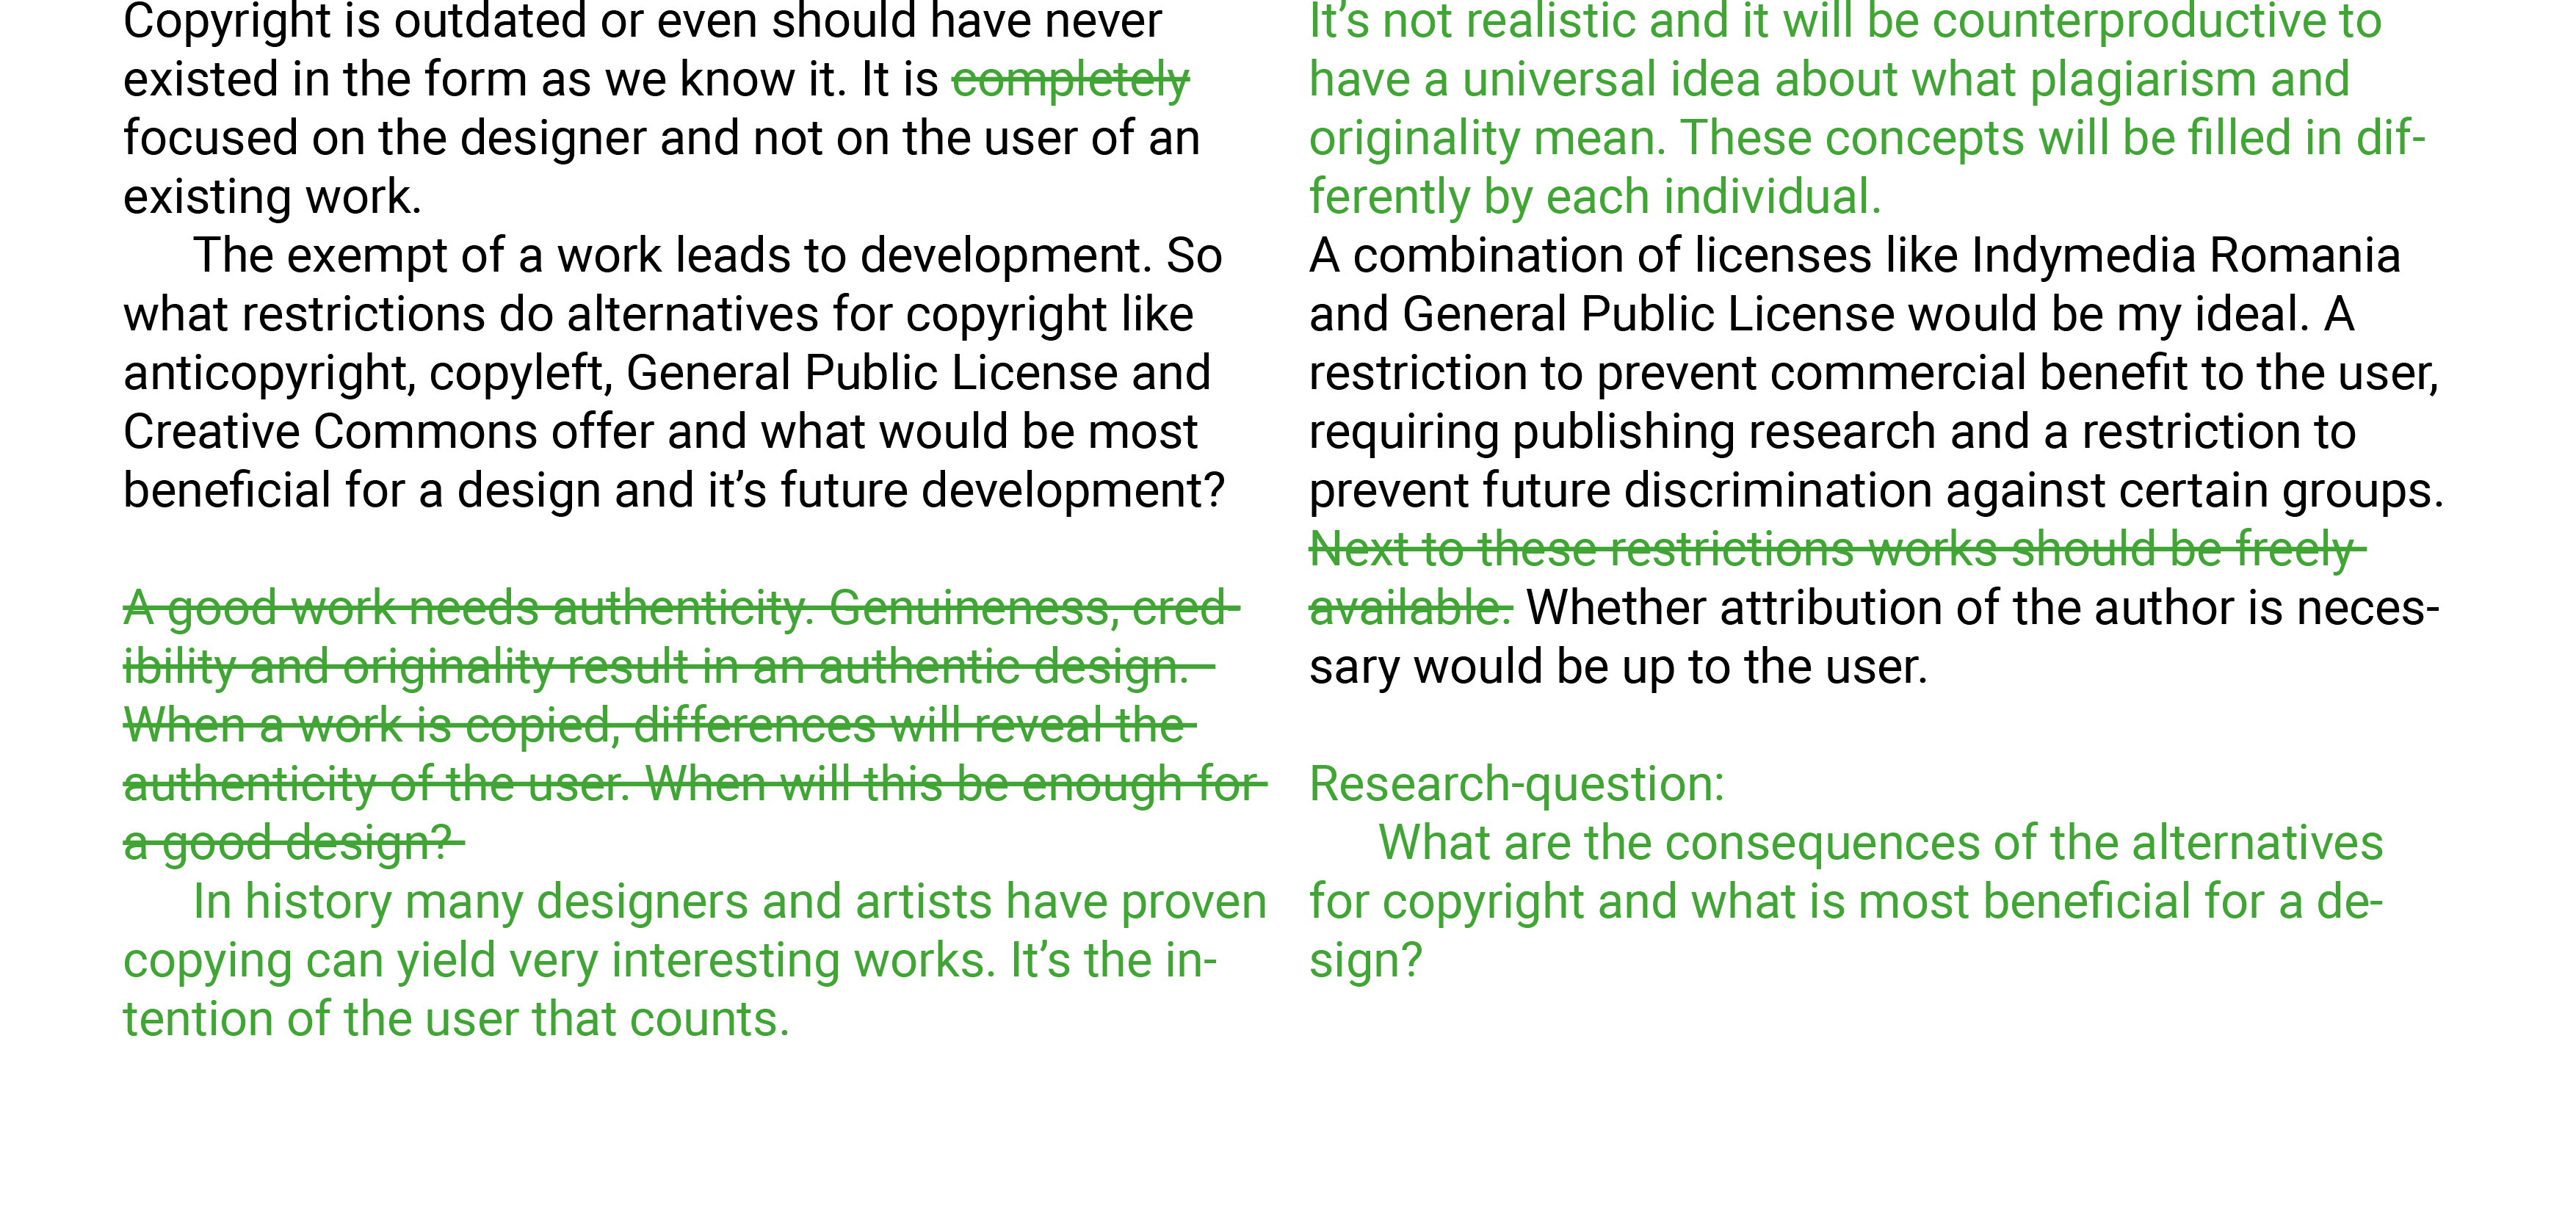 Copyright is outdated or even should have never
existed in the form as we know it. It is completely
focused on the designer and not on the user of an
existing work.
The exempt of a work leads to development. So
what restrictions do alternatives for copyright like
anticopyright, copyleft, General Public License and
Creative Commons offer and what would be most
beneficial for a design and it’s future development?
A good work needs authenticity. Genuineness, cred-
ibility and originality result in an authentic design.
When a work is copied, differences will reveal the
authenticity of the user. When will this be enough for
a good design?
In history many designers and artists have proven
copying can yield very interesting works. It’s the in-
tention of the user that counts.
It’s not realistic and it will be counterproductive to
have a universal idea about what plagiarism and
originality mean. These concepts will be filled in dif-
ferently by each individual.
A combination of licenses like Indymedia Romania
and General Public License would be my ideal. A
restriction to prevent commercial benefit to the user,
requiring publishing research and a restriction to
prevent future discrimination against certain groups.
Next to these restrictions works should be freely
available. Whether attribution of the author is neces-
sary would be up to the user.
Research-question:
What are the consequences of the alternatives
for copyright and what is most beneficial for a de-
sign?